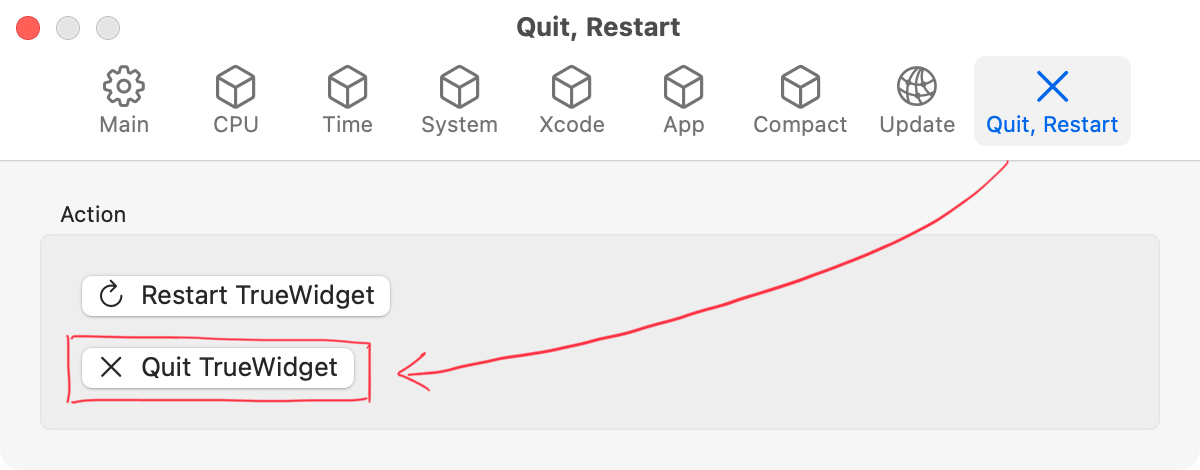 Quit, Restart
Main CPU Time System Xcode App Compact Update Quit, Restart
Action
Restart TrueWidget
Quit TrueWidget